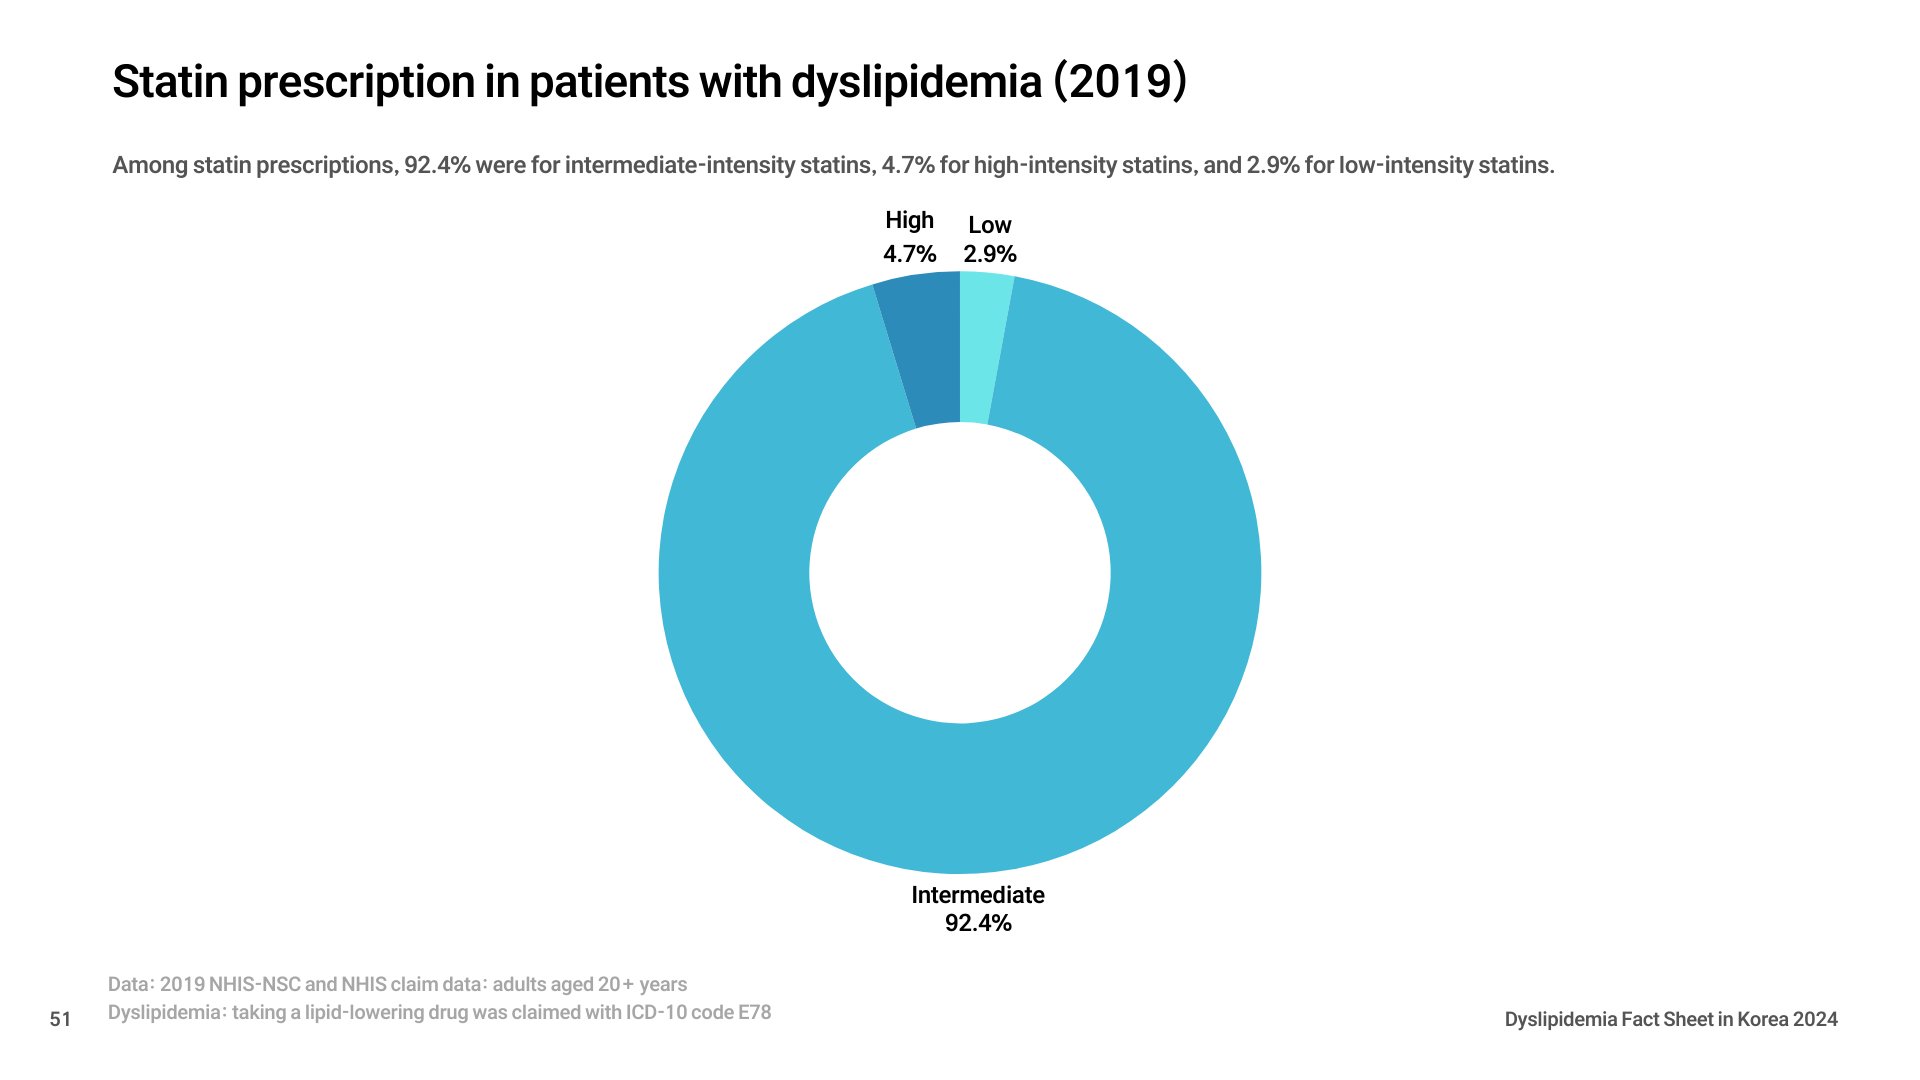 Statin prescription in patients with dyslipidemia (2019)
Among statin prescriptions, 92.4% were for intermediate-intensity statins, 4.7% for high-intensity statins, and 2.9% for low-intensity statins.
High
4.7%
Low
2.9%
Intermediate
92.4%
Data: 2019 NHIS-NSC and NHIS claim data: adults aged 20+ years
Dyslipidemia: taking a lipid-lowering drug was claimed with ICD-10 code E78
51
Dyslipidemia Fact Sheet in Korea 2024